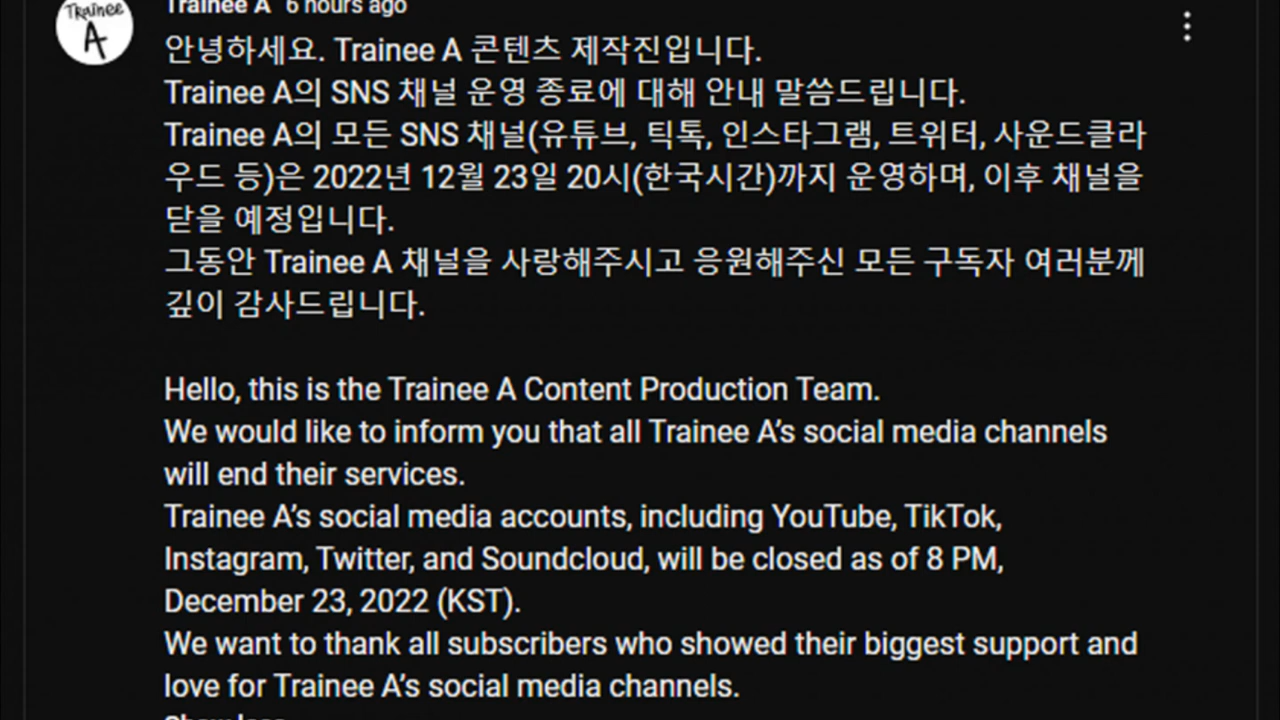 Trainee A
Trainee A 6 hours ago
안녕하세요. Trainee A 콘텐츠 제작진입니다.
Trainee A의 SNS 채널 운영 종료에 대해 안내 말씀드립니다.
Trainee A의 모든 SNS 채널(유튜브, 틱톡, 인스타그램, 트위터, 사운드클라
우드 등)은 2022년 12월 23일 20시(한국시간)까지 운영하며, 이후 채널을
닫을 예정입니다.
그동안 Trainee A 채널을 사랑해주시고 응원해주신 모든 구독자 여러분께
깊이 감사드립니다.
Hello, this is the Trainee A Content Production Team.
We would like to inform you that all Trainee A’s social media channels
will end their services.
Trainee A’s social media accounts, including YouTube, TikTok,
Instagram, Twitter, and Soundcloud, will be closed as of 8 PM,
December 23, 2022 (KST).
We want to thank all subscribers who showed their biggest support and
love for Trainee A’s social media channels.
Show less